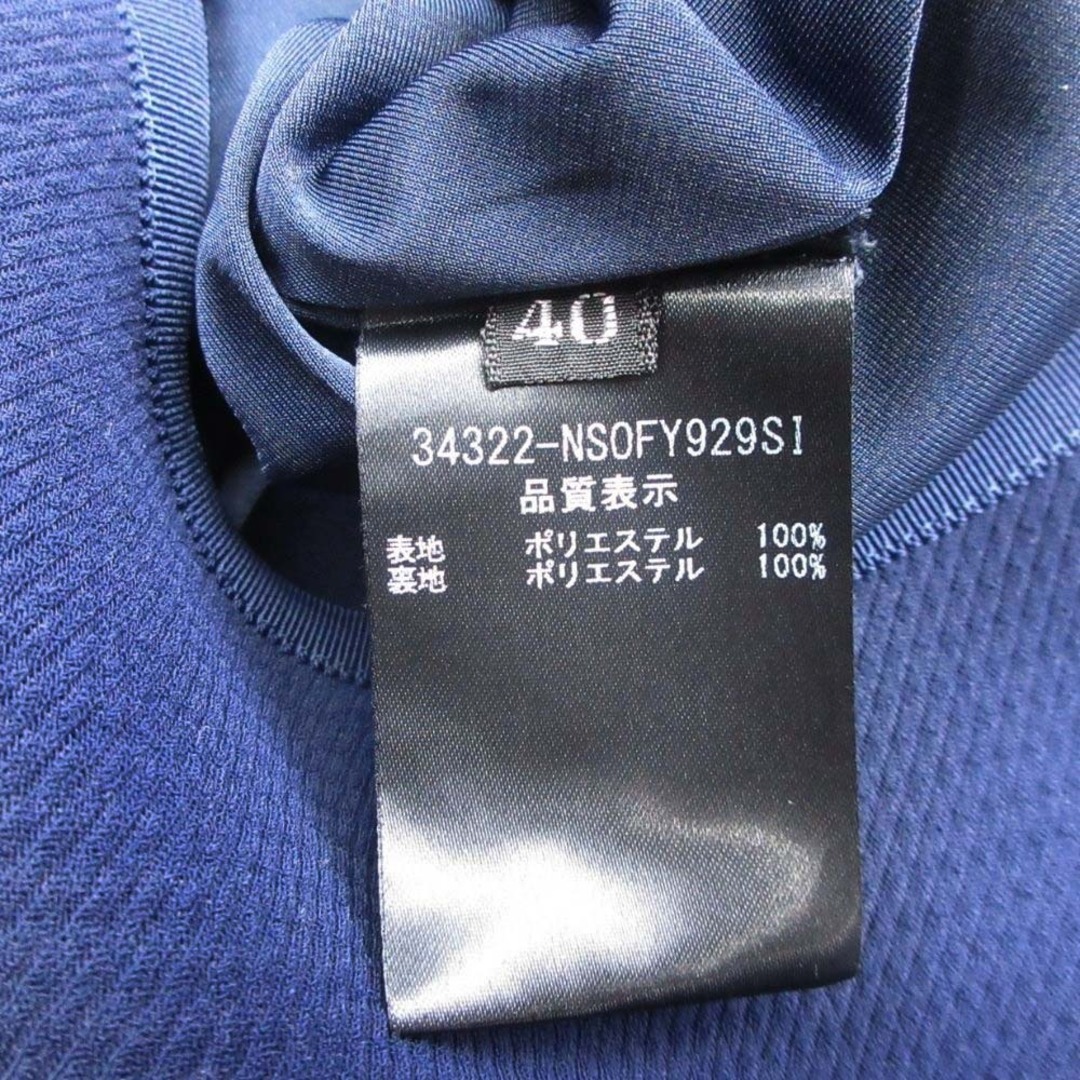 40
34322-NSOFY929SI
品質表示
表地 ポリエステル 100%
裏地 ポリエステル 100%